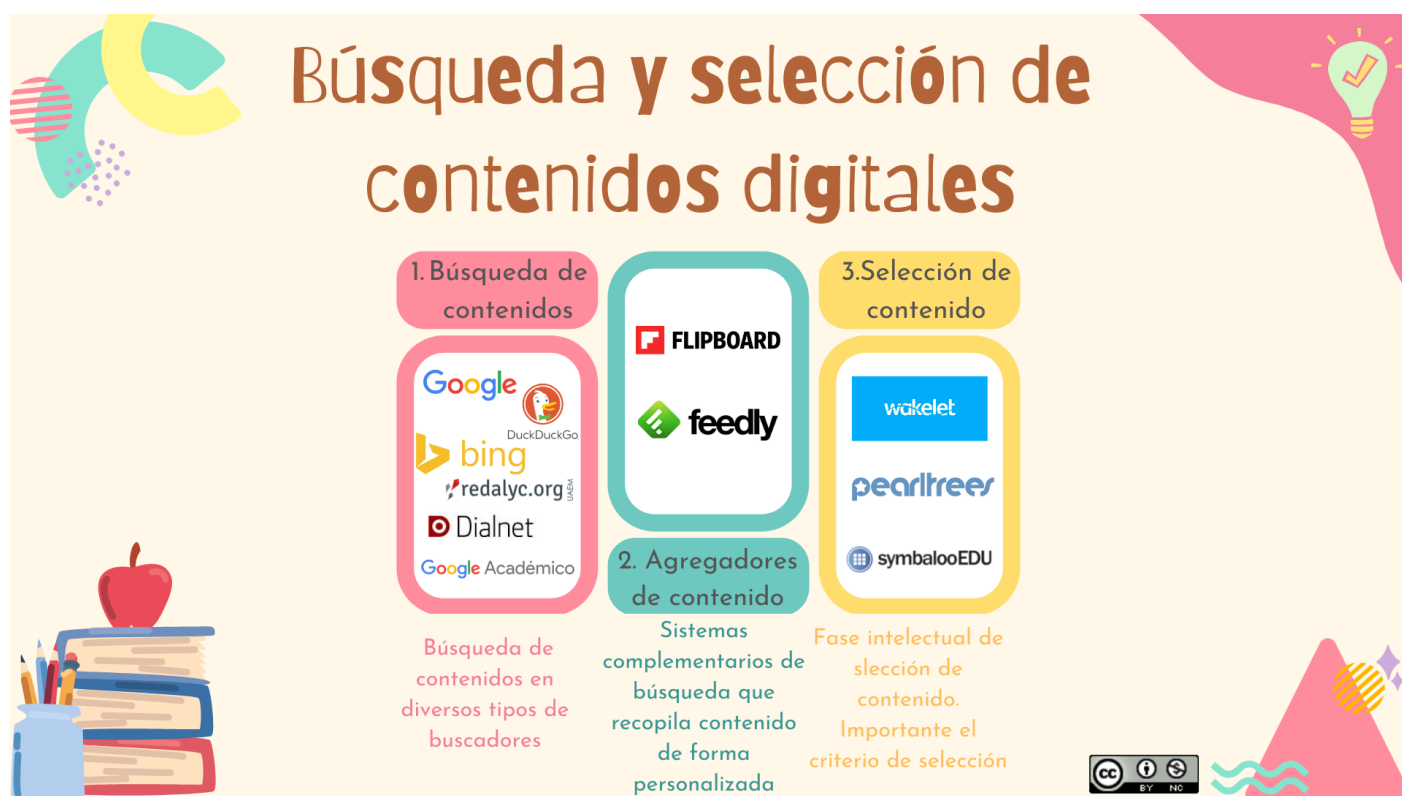 Búsqueda y selección de
contenidos digitales
1. Búsqueda de
contenidos
Google
DuckDuckGo
bing
redalyc.org
UAEM
Dialnet
Google Académico
Búsqueda de
contenidos en
diversos tipos de
buscadores
FLIPBOARD
feedly
2. Agregadores
de contenido
Sistemas
complementarios de
búsqueda que
recopila contenido
de forma
personalizada
3.Selección de
contenido
wakelet
pearltrees
symbalooEDU
Fase intelectual de
slección de
contenido.
Importante el
criterio de selección
cc
BY NC